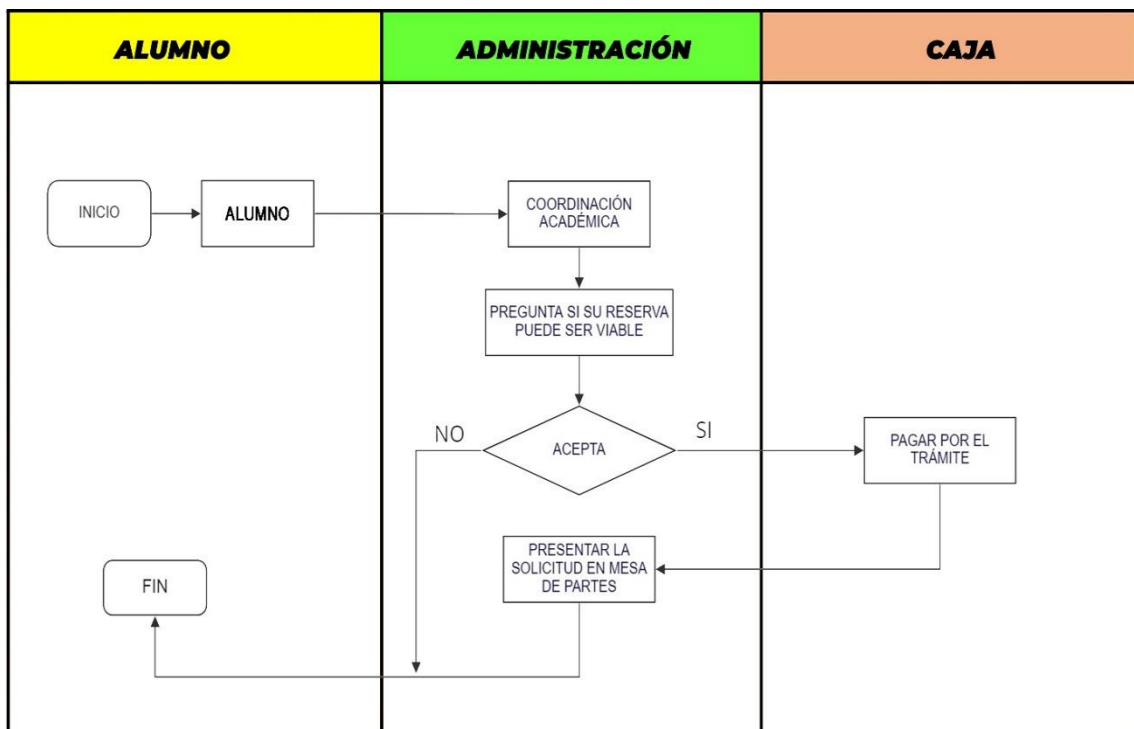 ALUMNO
ADMINISTRACIÓN
CAJA
INICIO
ALUMNO
COORDINACIÓN
ACADÉMICA
PREGUNTA SI SU RESERVA
PUEDE SER VIABLE
NO
ACEPTA
SI
PAGAR POR EL
TRÁMITE
PRESENTAR LA
SOLICITUD EN MESA
DE PARTES
FIN